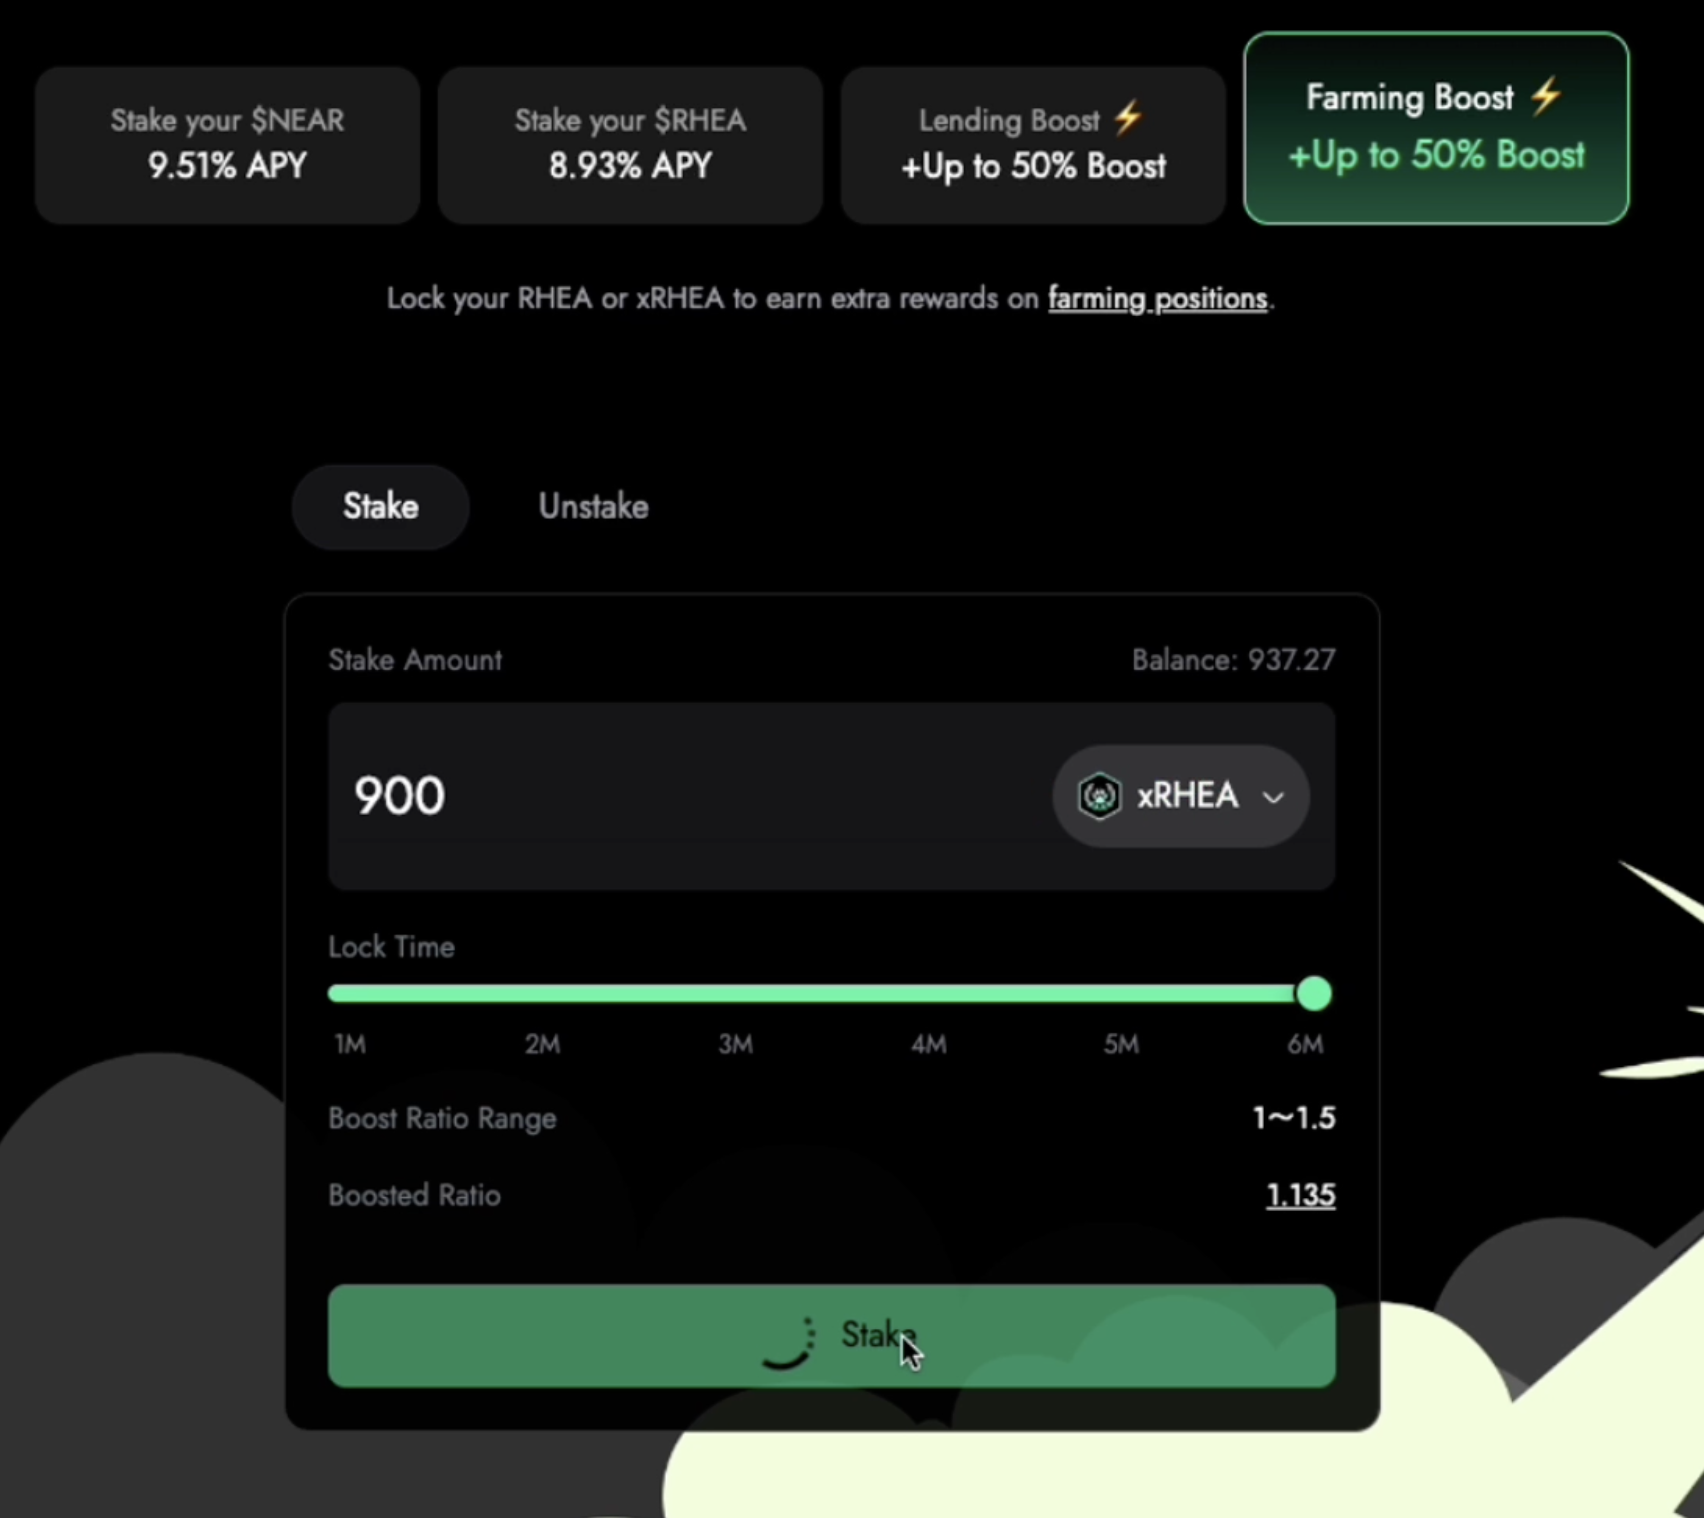 Stake your $NEAR
9.51% APY
Stake your $RHEA
8.93% APY
Lending Boost ⚡
+Up to 50% Boost
Farming Boost ⚡
+Up to 50% Boost
Lock your RHEA or xRHEA to earn extra rewards on farming positions.
Stake Unstake
Stake Amount Balance: 937.27
900 xRHEA
Lock Time
1M 2M 3M 4M 5M 6M
Boost Ratio Range 1~1.5
Boosted Ratio 1.135
Stake